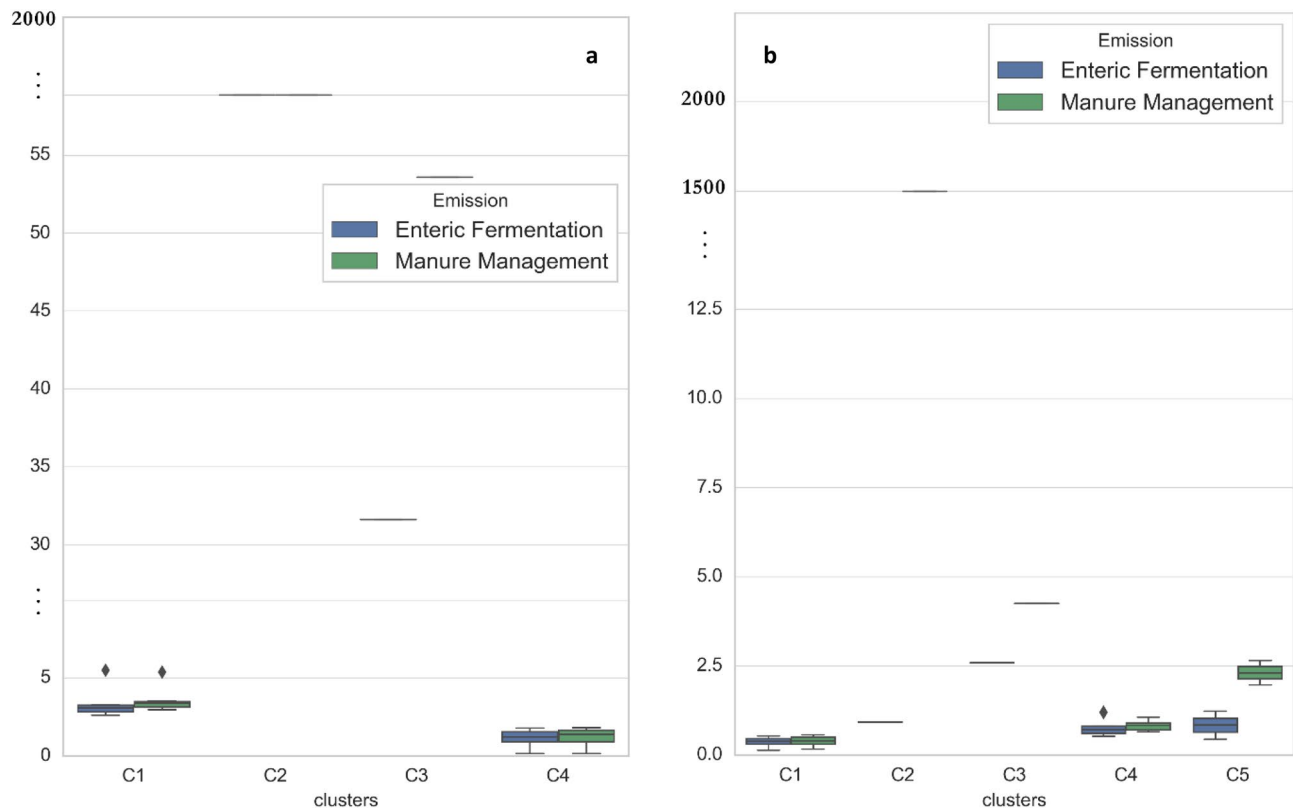 2000
a
55
50
45
40
35
30
5
0
Emission
Enteric Fermentation
Manure Management
C1 C2 C3 C4
clusters
b
Emission
Enteric Fermentation
Manure Management
2000
1500
12.5
10.0
7.5
5.0
2.5
0.0
C1 C2 C3 C4 C5
clusters